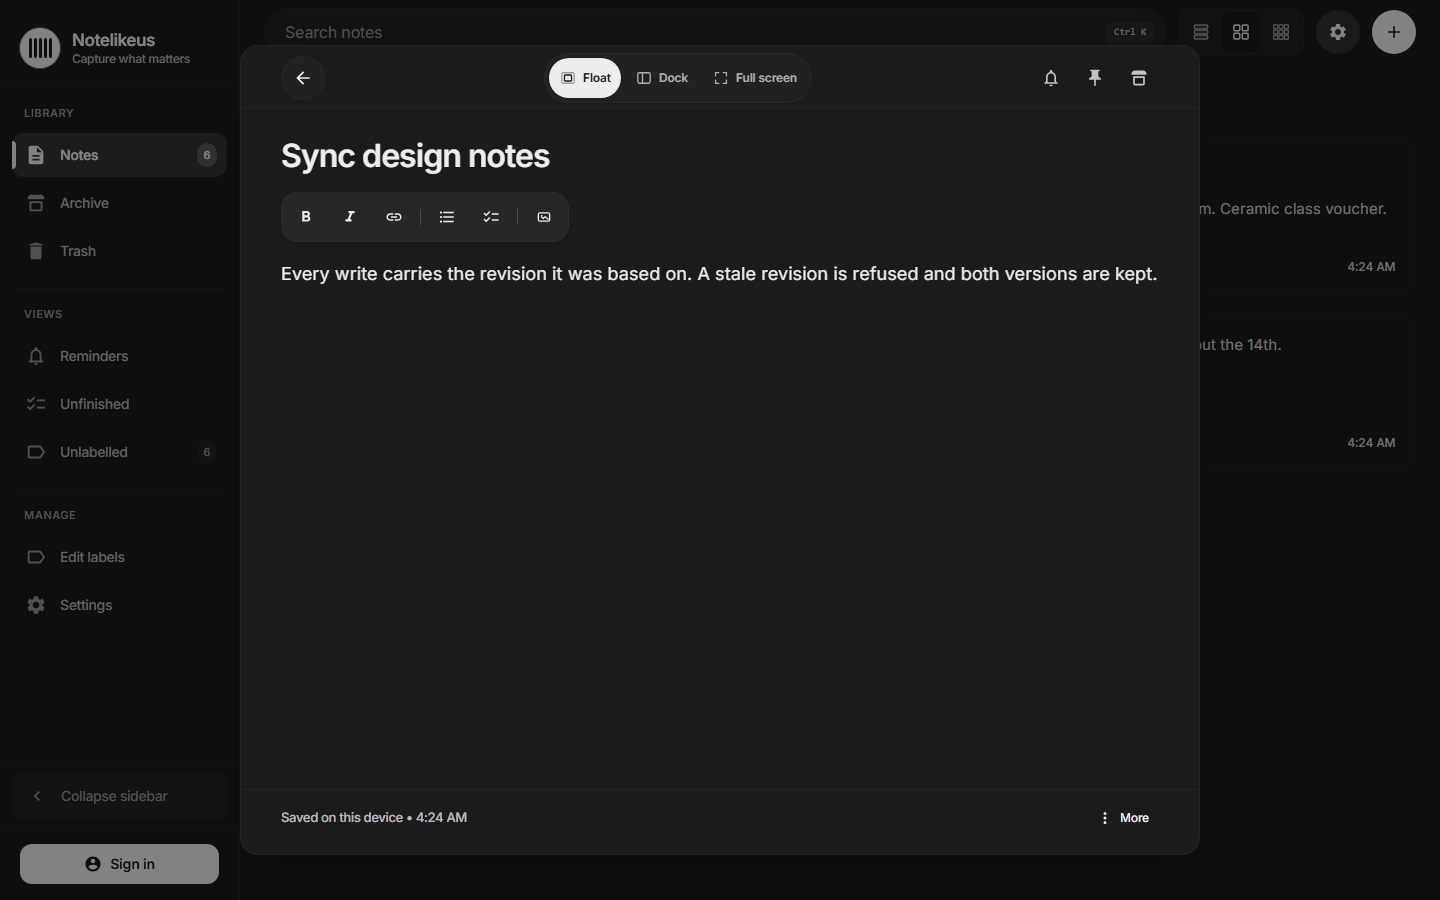 Notelikeus
Capture what matters
Search notes
Ctrl K
LIBRARY
Notes
6
Archive
Trash
VIEWS
Reminders
Unfinished
Unlabelled
6
MANAGE
Edit labels
Settings
Collapse sidebar
Sign in
Float
Dock
Full screen
Sync design notes
B I
Every write carries the revision it was based on. A stale revision is refused and both versions are kept.
Saved on this device • 4:24 AM
More
Ceramic class voucher.
4:24 AM
the 14th.
4:24 AM